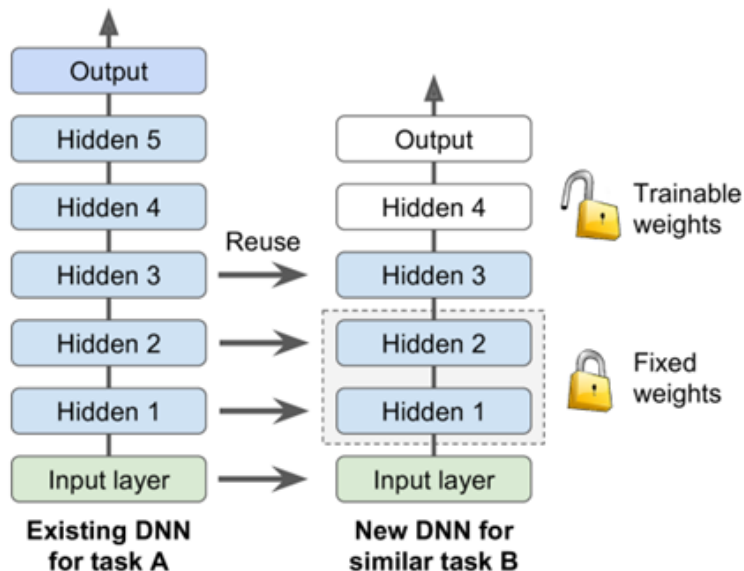 Output
Hidden 5
Hidden 4
Hidden 3
Hidden 2
Hidden 1
Input layer
Existing DNN
for task A
Reuse
Output
Hidden 4
Hidden 3
Hidden 2
Hidden 1
Input layer
New DNN for
similar task B
Trainable
weights
Fixed
weights